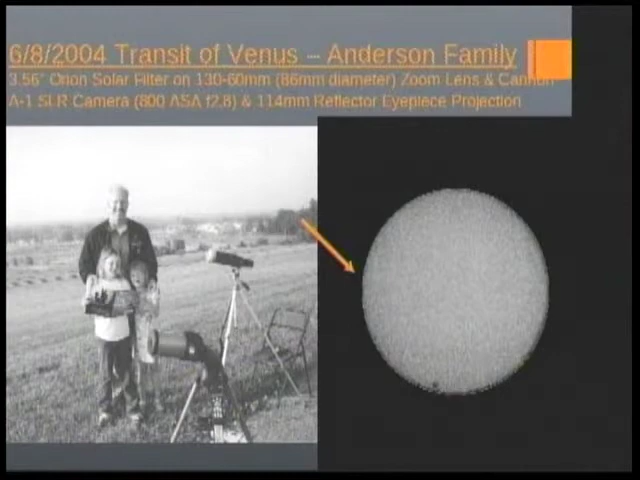 6/8/2004 Transit of Venus – Anderson Family
3.56" Orion Solar Filter on 130-60mm (86mm diameter) Zoom Lens & Cannon
A-1 SLR Camera (800 ASA f2.8) & 114mm Reflector Eyepiece Projection